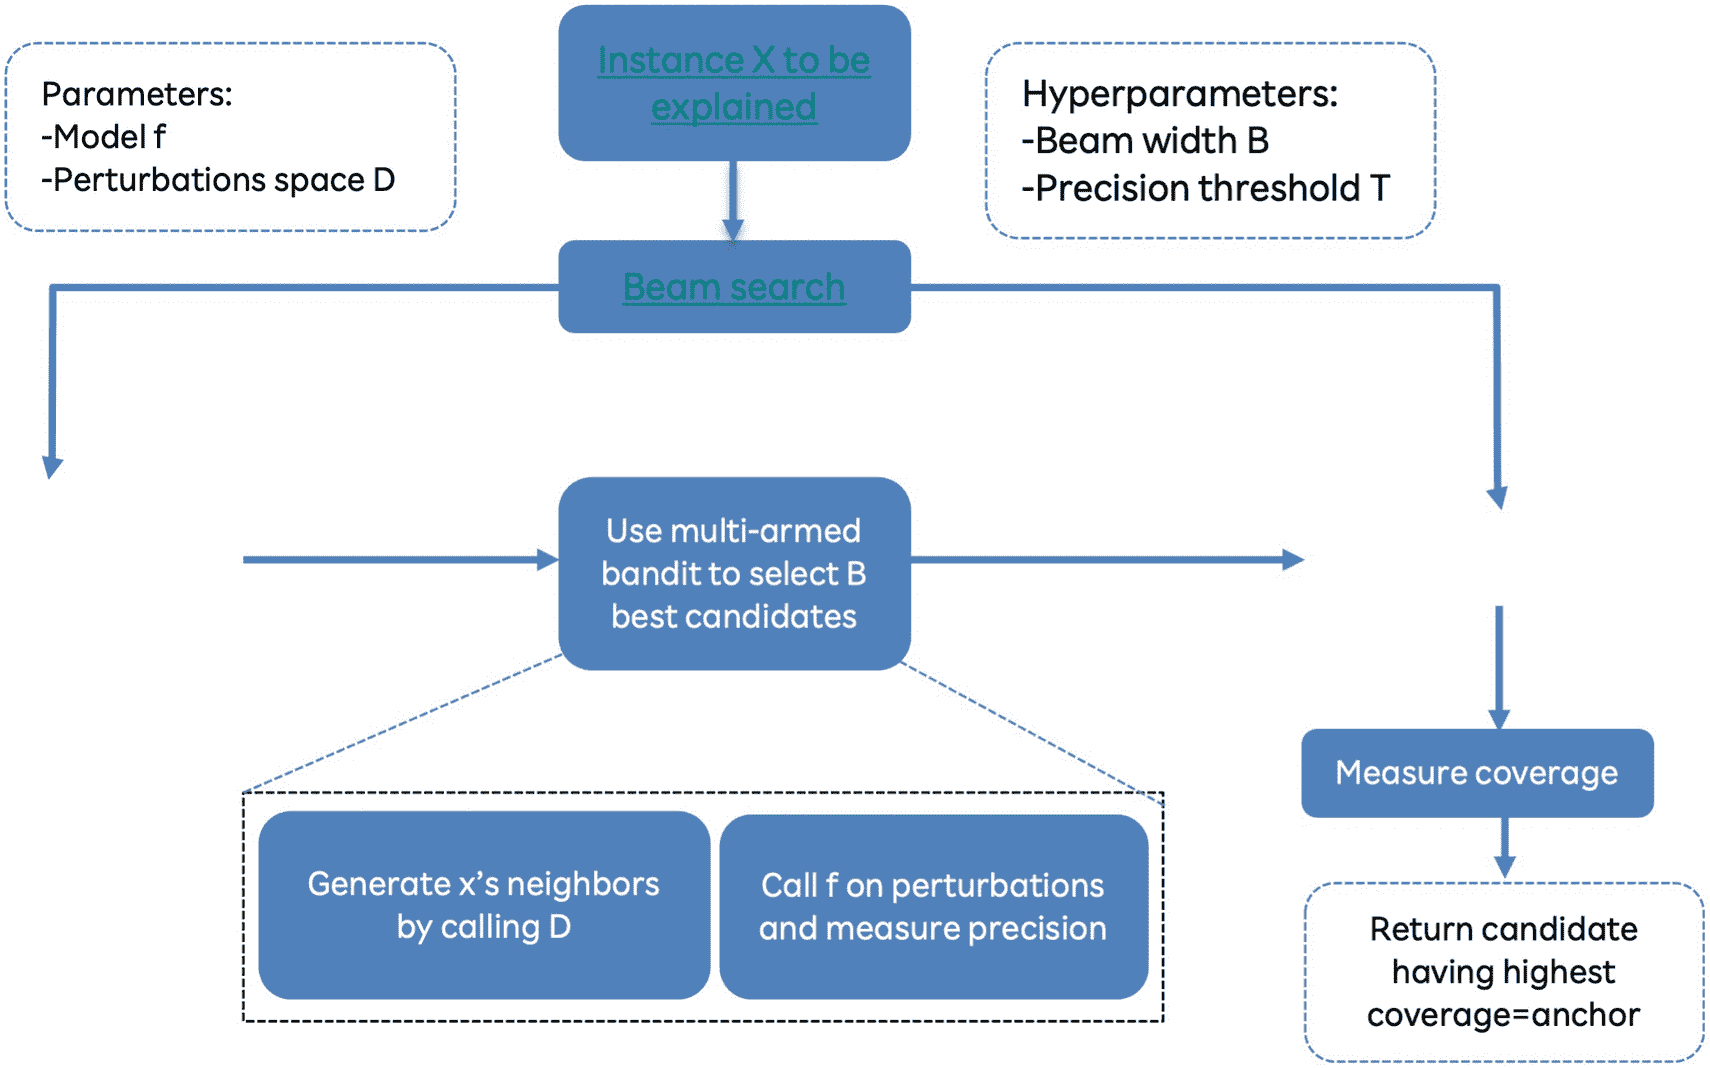 Instance X to be
explained
Parameters:
-Model f
-Perturbations space D
Hyperparameters:
-Beam width B
-Precision threshold T
Beam search
Use multi-armed
bandit to select B
best candidates
Measure coverage
Generate x's neighbors
by calling D
Call f on perturbations
and measure precision
Return candidate
having highest
coverage=anchor